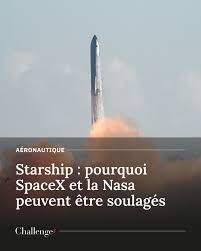 AÉRONAUTIQUE
Starship : pourquoi
SpaceX et la Nasa
peuvent être soulagés
Challenges